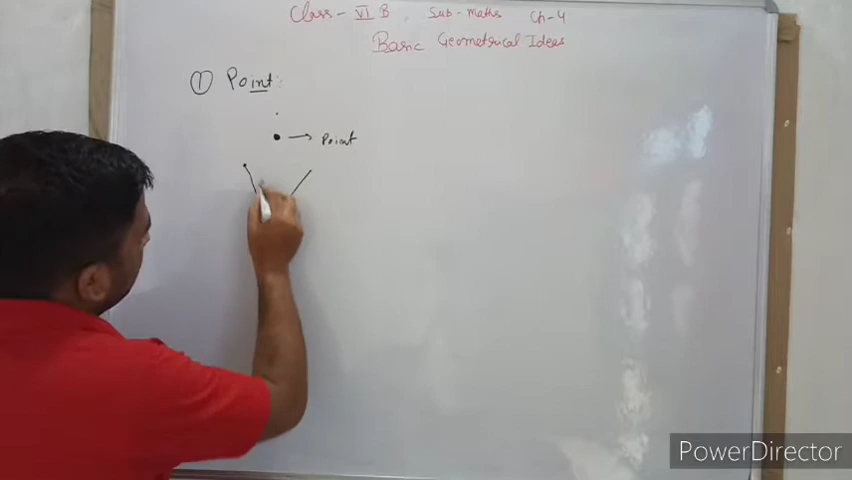 Class - VI B , Sub - Maths Ch-4
Basic Geometrical Ideas
① Point :
→ Point
PowerDirector